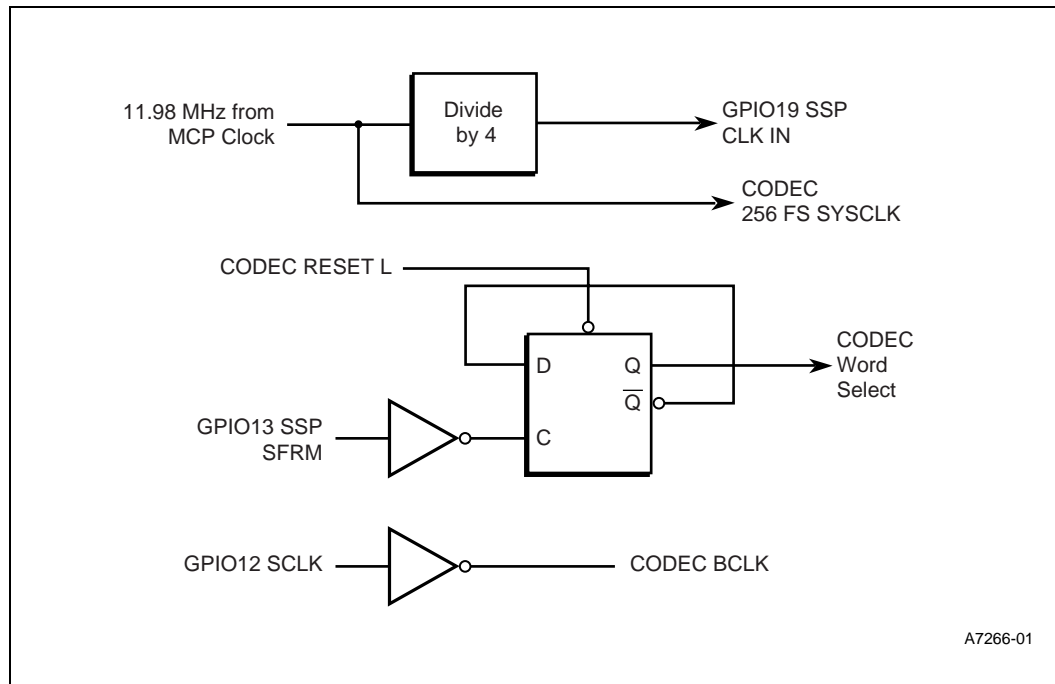 11.98 MHz from
MCP Clock
Divide
by 4
GPIO19 SSP
CLK IN
CODEC
256 FS SYSCLK
CODEC RESET L
D
Q
Q̅
C
CODEC
Word
Select
GPIO13 SSP
SFRM
GPIO12 SCLK
CODEC BCLK
A7266-01